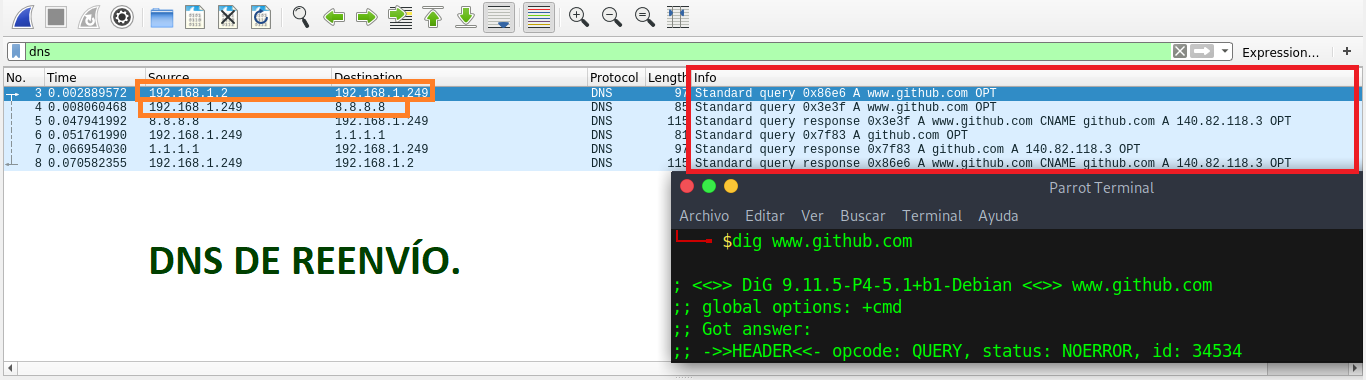 dns
Expression...
+
No. Time Source Destination Protocol Length Info
3 0.002889572 192.168.1.2 192.168.1.249 DNS 97 Standard query 0x86e6 A www.github.com OPT
4 0.008060468 192.168.1.249 8.8.8.8 DNS 85 Standard query 0x3e3f A www.github.com OPT
5 0.047941992 8.8.8.8 192.168.1.249 DNS 115 Standard query response 0x3e3f A www.github.com CNAME github.com A 140.82.118.3 OPT
6 0.051761990 192.168.1.249 1.1.1.1 DNS 81 Standard query 0x7f83 A github.com OPT
7 0.066954030 1.1.1.1 192.168.1.249 DNS 97 Standard query response 0x7f83 A github.com A 140.82.118.3 OPT
8 0.070582355 192.168.1.249 192.168.1.2 DNS 115 Standard query response 0x86e6 A www.github.com CNAME github.com A 140.82.118.3 OPT
DNS DE REENVÍO.
Parrot Terminal
Archivo Editar Ver Buscar Terminal Ayuda
$dig www.github.com
; <<>> DiG 9.11.5-P4-5.1+b1-Debian <<>> www.github.com
;; global options: +cmd
;; Got answer:
;; ->>HEADER<<- opcode: QUERY, status: NOERROR, id: 34534